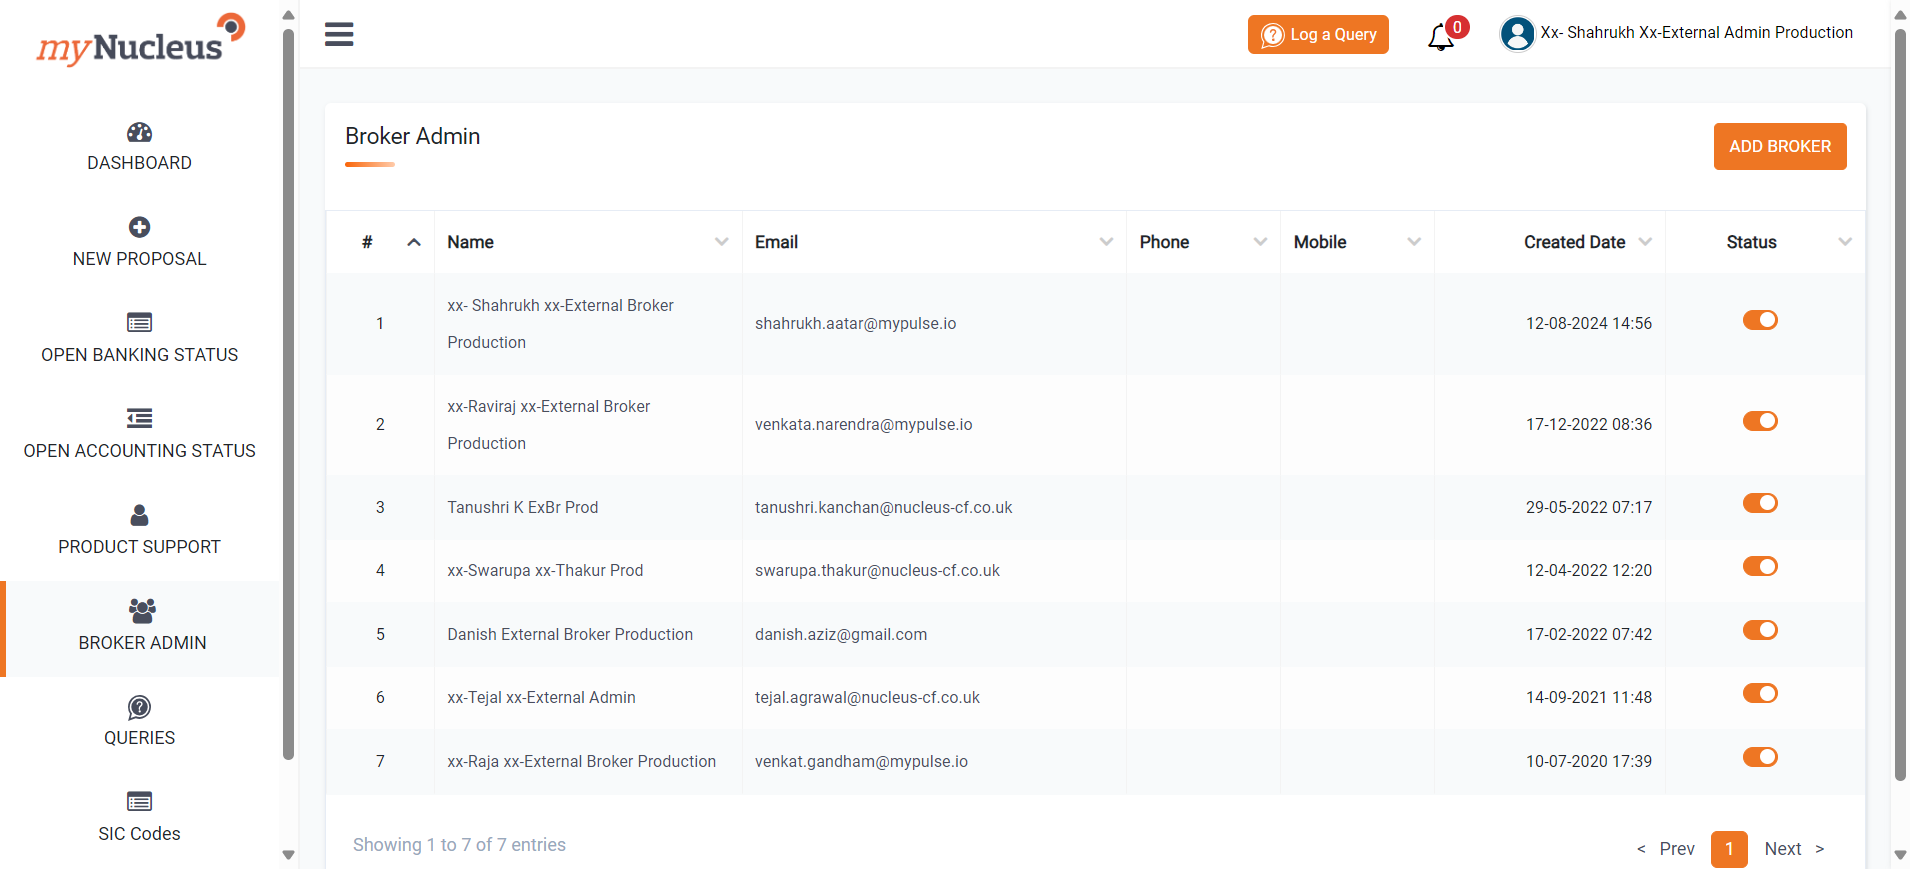 myNucleus
Log a Query
0
Xx- Shahrukh Xx-External Admin Production
DASHBOARD
NEW PROPOSAL
OPEN BANKING STATUS
OPEN ACCOUNTING STATUS
PRODUCT SUPPORT
BROKER ADMIN
QUERIES
SIC Codes
Broker Admin
ADD BROKER
# Name Email Phone Mobile Created Date Status
1 xx- Shahrukh xx-External Broker Production shahrukh.aatar@mypulse.io 12-08-2024 14:56
2 xx-Raviraj xx-External Broker Production venkata.narendra@mypulse.io 17-12-2022 08:36
3 Tanushri K ExBr Prod tanushri.kanchan@nucleus-cf.co.uk 29-05-2022 07:17
4 xx-Swarupa xx-Thakur Prod swarupa.thakur@nucleus-cf.co.uk 12-04-2022 12:20
5 Danish External Broker Production danish.aziz@gmail.com 17-02-2022 07:42
6 xx-Tejal xx-External Admin tejal.agrawal@nucleus-cf.co.uk 14-09-2021 11:48
7 xx-Raja xx-External Broker Production venkat.gandham@mypulse.io 10-07-2020 17:39
Showing 1 to 7 of 7 entries
< Prev 1 Next >